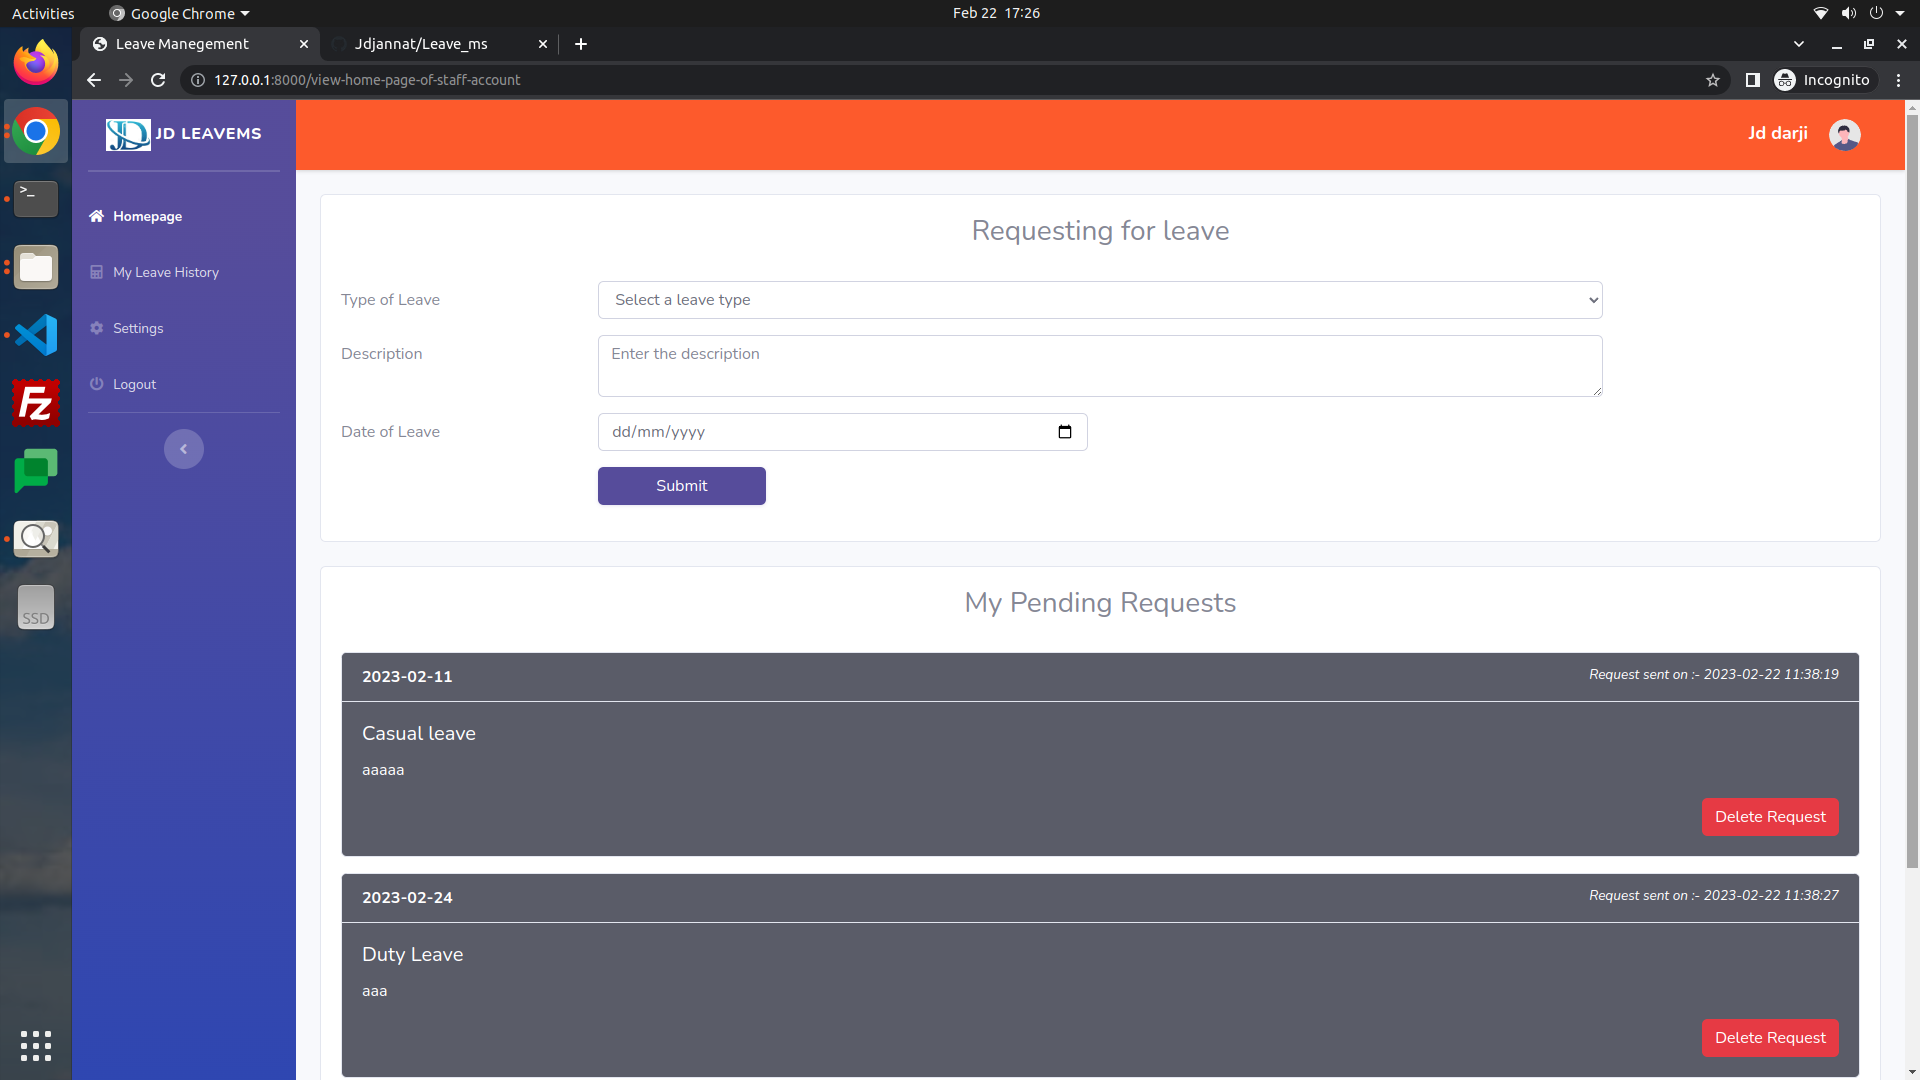 Activities
Google Chrome
Feb 22 17:26
Leave Manegement
Jdjannat/Leave_ms
127.0.0.1:8000/view-home-page-of-staff-account
Incognito
JD JD LEAVEMS
Jd darji
Homepage
My Leave History
Settings
Logout
Requesting for leave
Type of Leave
Select a leave type
Description
Enter the description
Date of Leave
dd/mm/yyyy
Submit
My Pending Requests
2023-02-11
Request sent on :- 2023-02-22 11:38:19
Casual leave
aaaaa
Delete Request
2023-02-24
Request sent on :- 2023-02-22 11:38:27
Duty Leave
aaa
Delete Request
>_
Fz
SSD